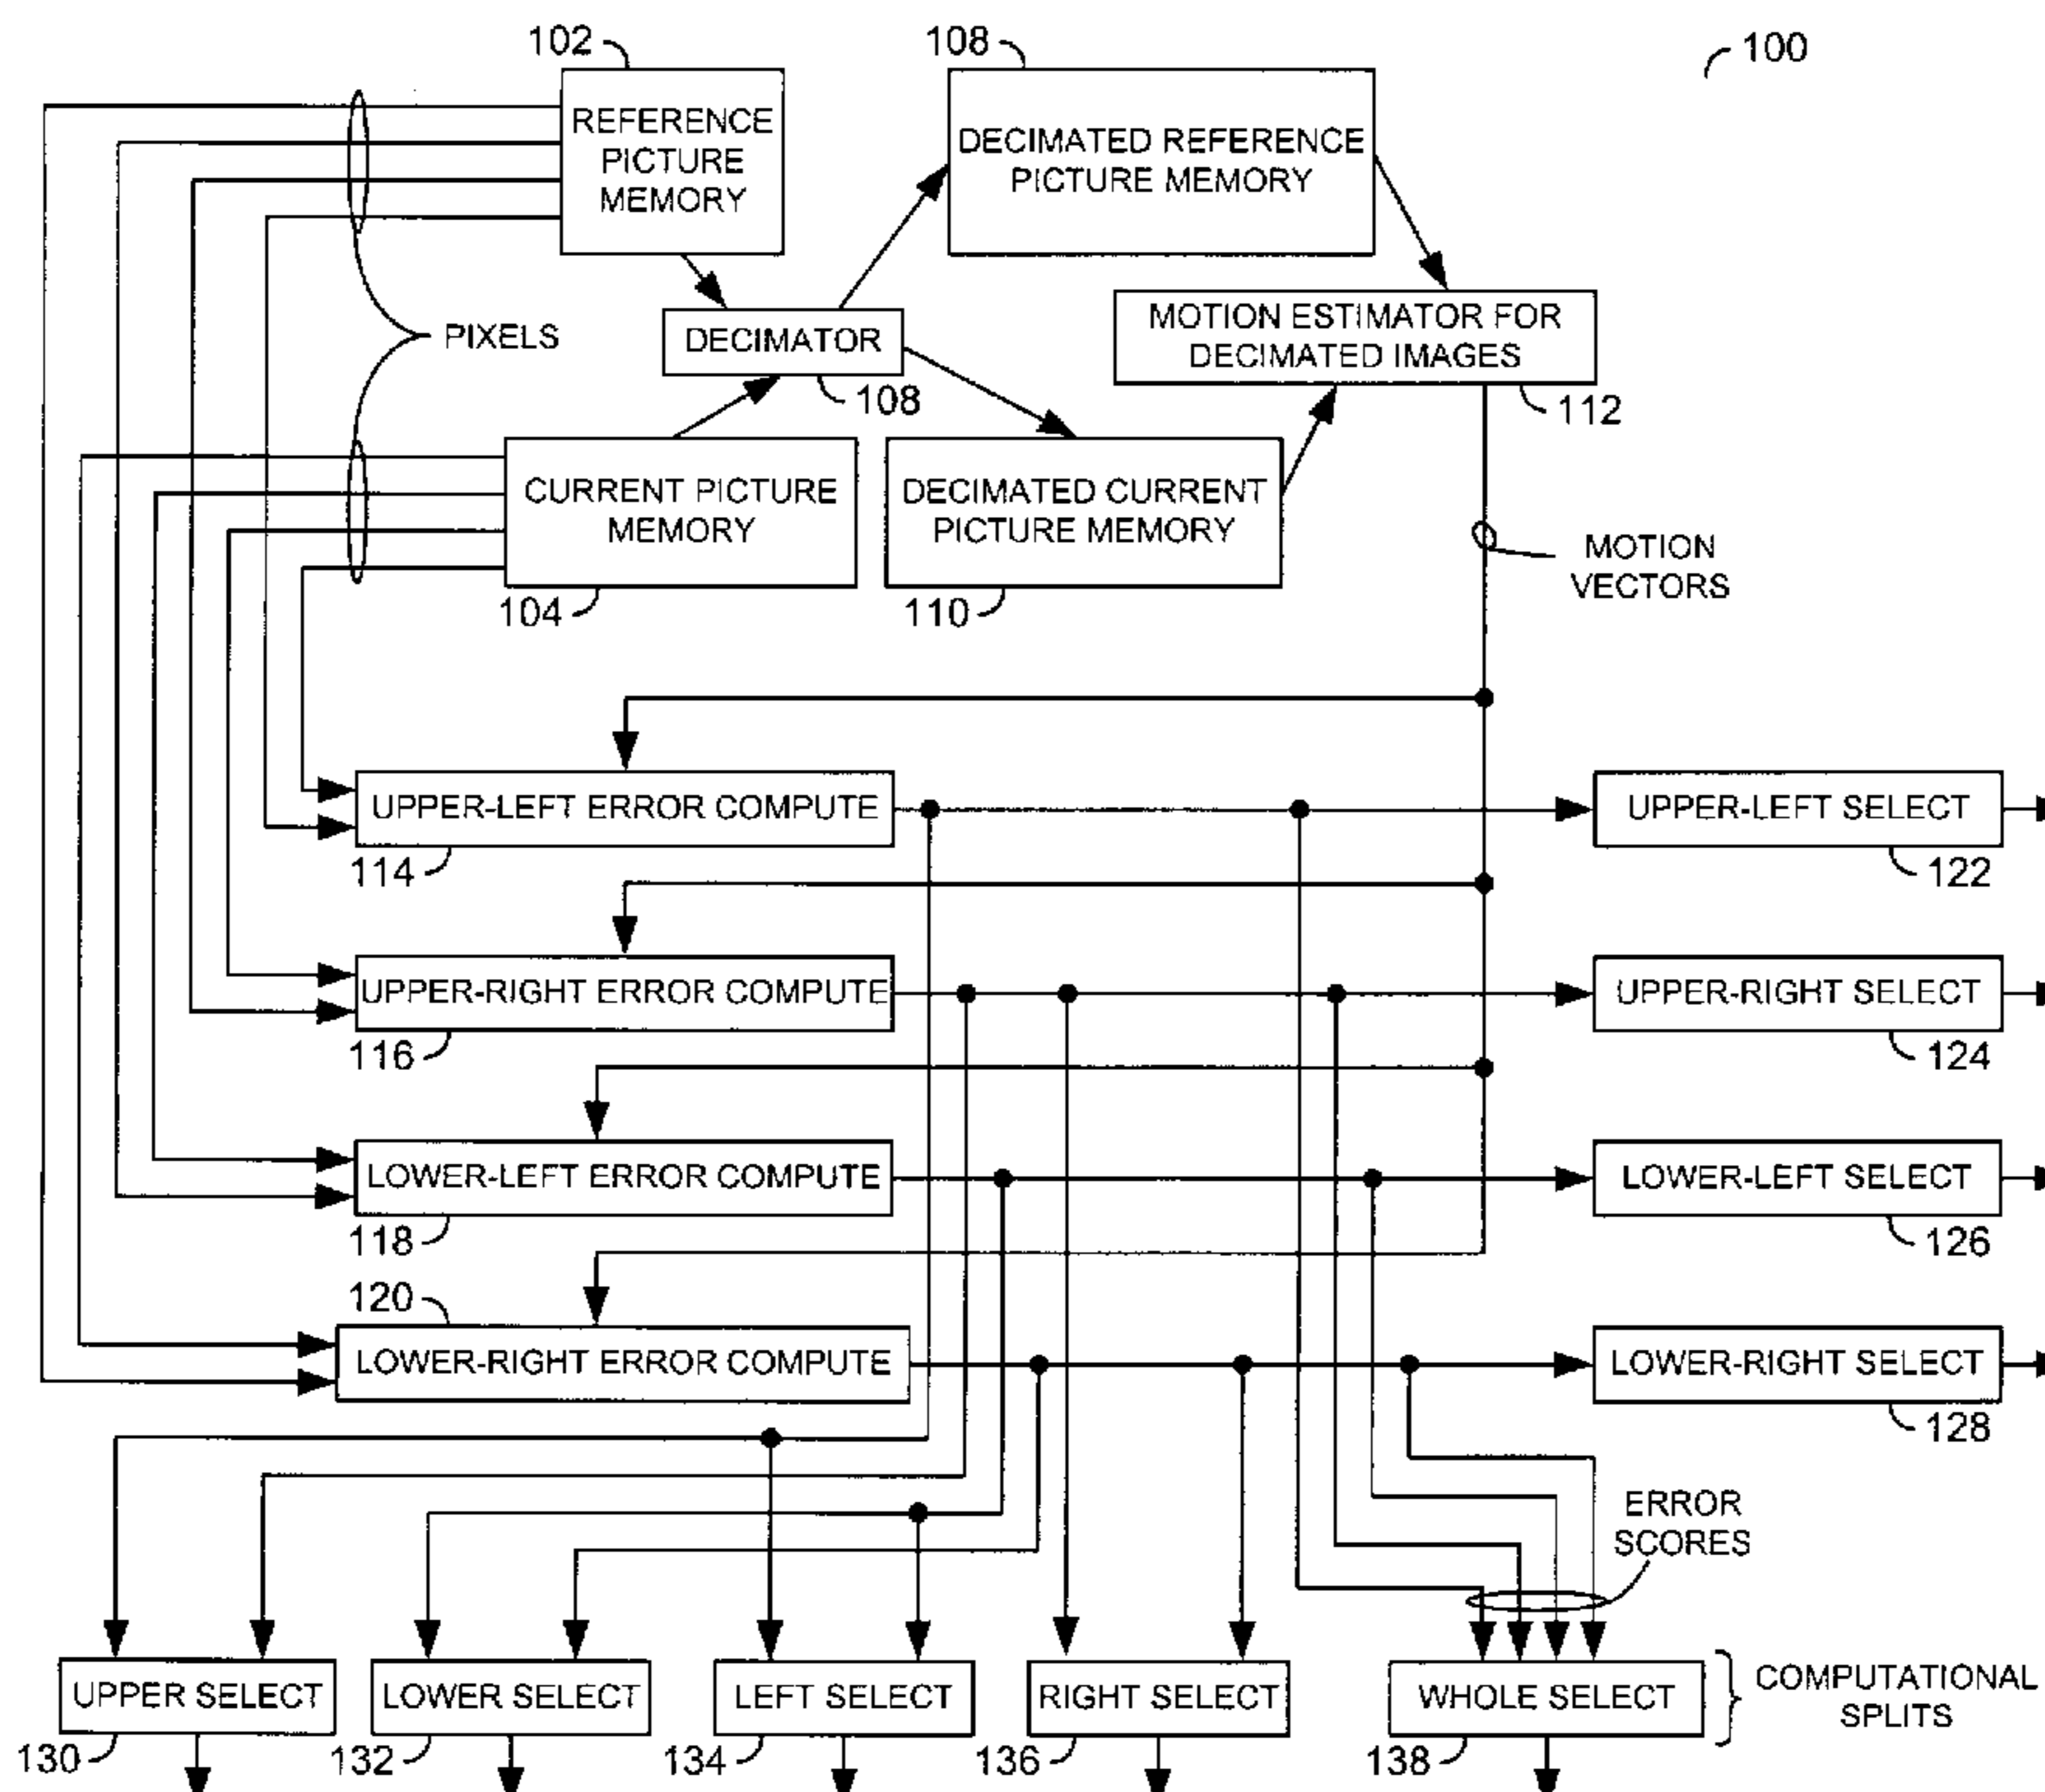 102
108
100
REFERENCE
PICTURE
MEMORY
DECIMATED REFERENCE
PICTURE MEMORY
PIXELS
DECIMATOR
108
MOTION ESTIMATOR FOR
DECIMATED IMAGES
112
CURRENT PICTURE
MEMORY
104
DECIMATED CURRENT
PICTURE MEMORY
110
MOTION
VECTORS
UPPER-LEFT ERROR COMPUTE
114
UPPER-LEFT SELECT
122
UPPER-RIGHT ERROR COMPUTE
116
UPPER-RIGHT SELECT
124
LOWER-LEFT ERROR COMPUTE
118
LOWER-LEFT SELECT
126
120
LOWER-RIGHT ERROR COMPUTE
LOWER-RIGHT SELECT
128
ERROR
SCORES
UPPER SELECT
130
LOWER SELECT
132
LEFT SELECT
134
RIGHT SELECT
136
WHOLE SELECT
138
COMPUTATIONAL
SPLITS